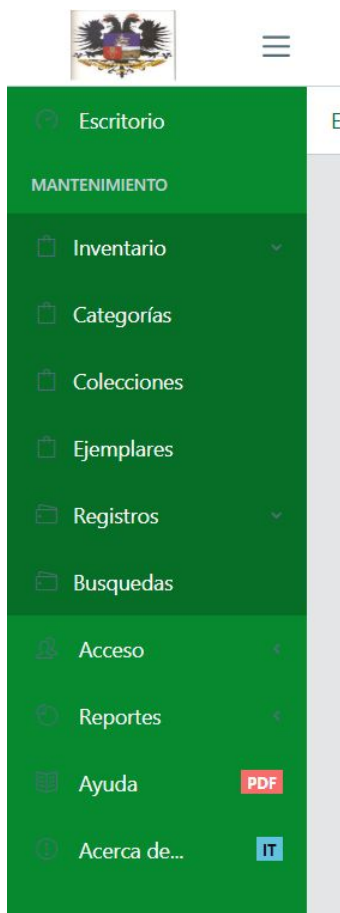 Escritorio
E
MANTENIMIENTO
Inventario
Categorías
Colecciones
Ejemplares
Registros
Busquedas
Acceso
Reportes
Ayuda PDF
Acerca de... IT